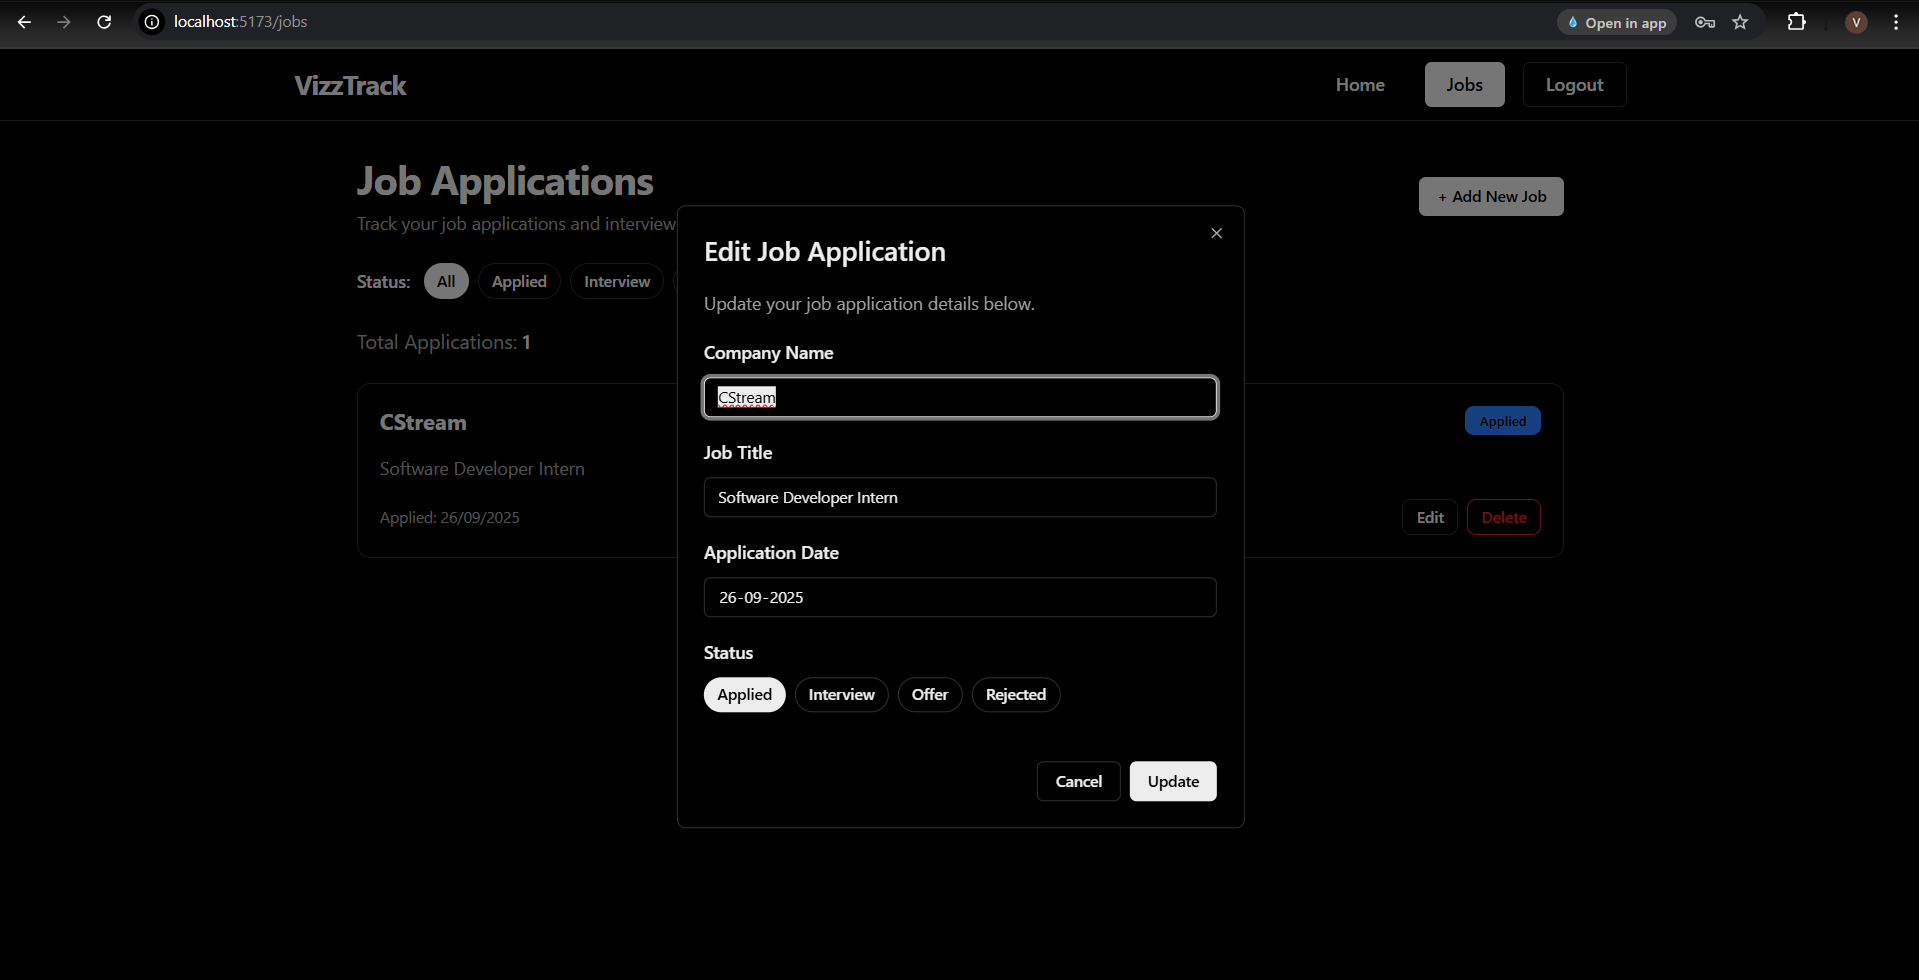 localhost:5173/jobs
Open in app
V
VizzTrack
Home
Jobs
Logout
Job Applications
Track your job applications and interview
+ Add New Job
Status:
All
Applied
Interview
Total Applications: 1
CStream
Software Developer Intern
Applied: 26/09/2025
Applied
Edit
Delete
Edit Job Application
Update your job application details below.
Company Name
CStream
Job Title
Software Developer Intern
Application Date
26-09-2025
Status
Applied
Interview
Offer
Rejected
Cancel
Update